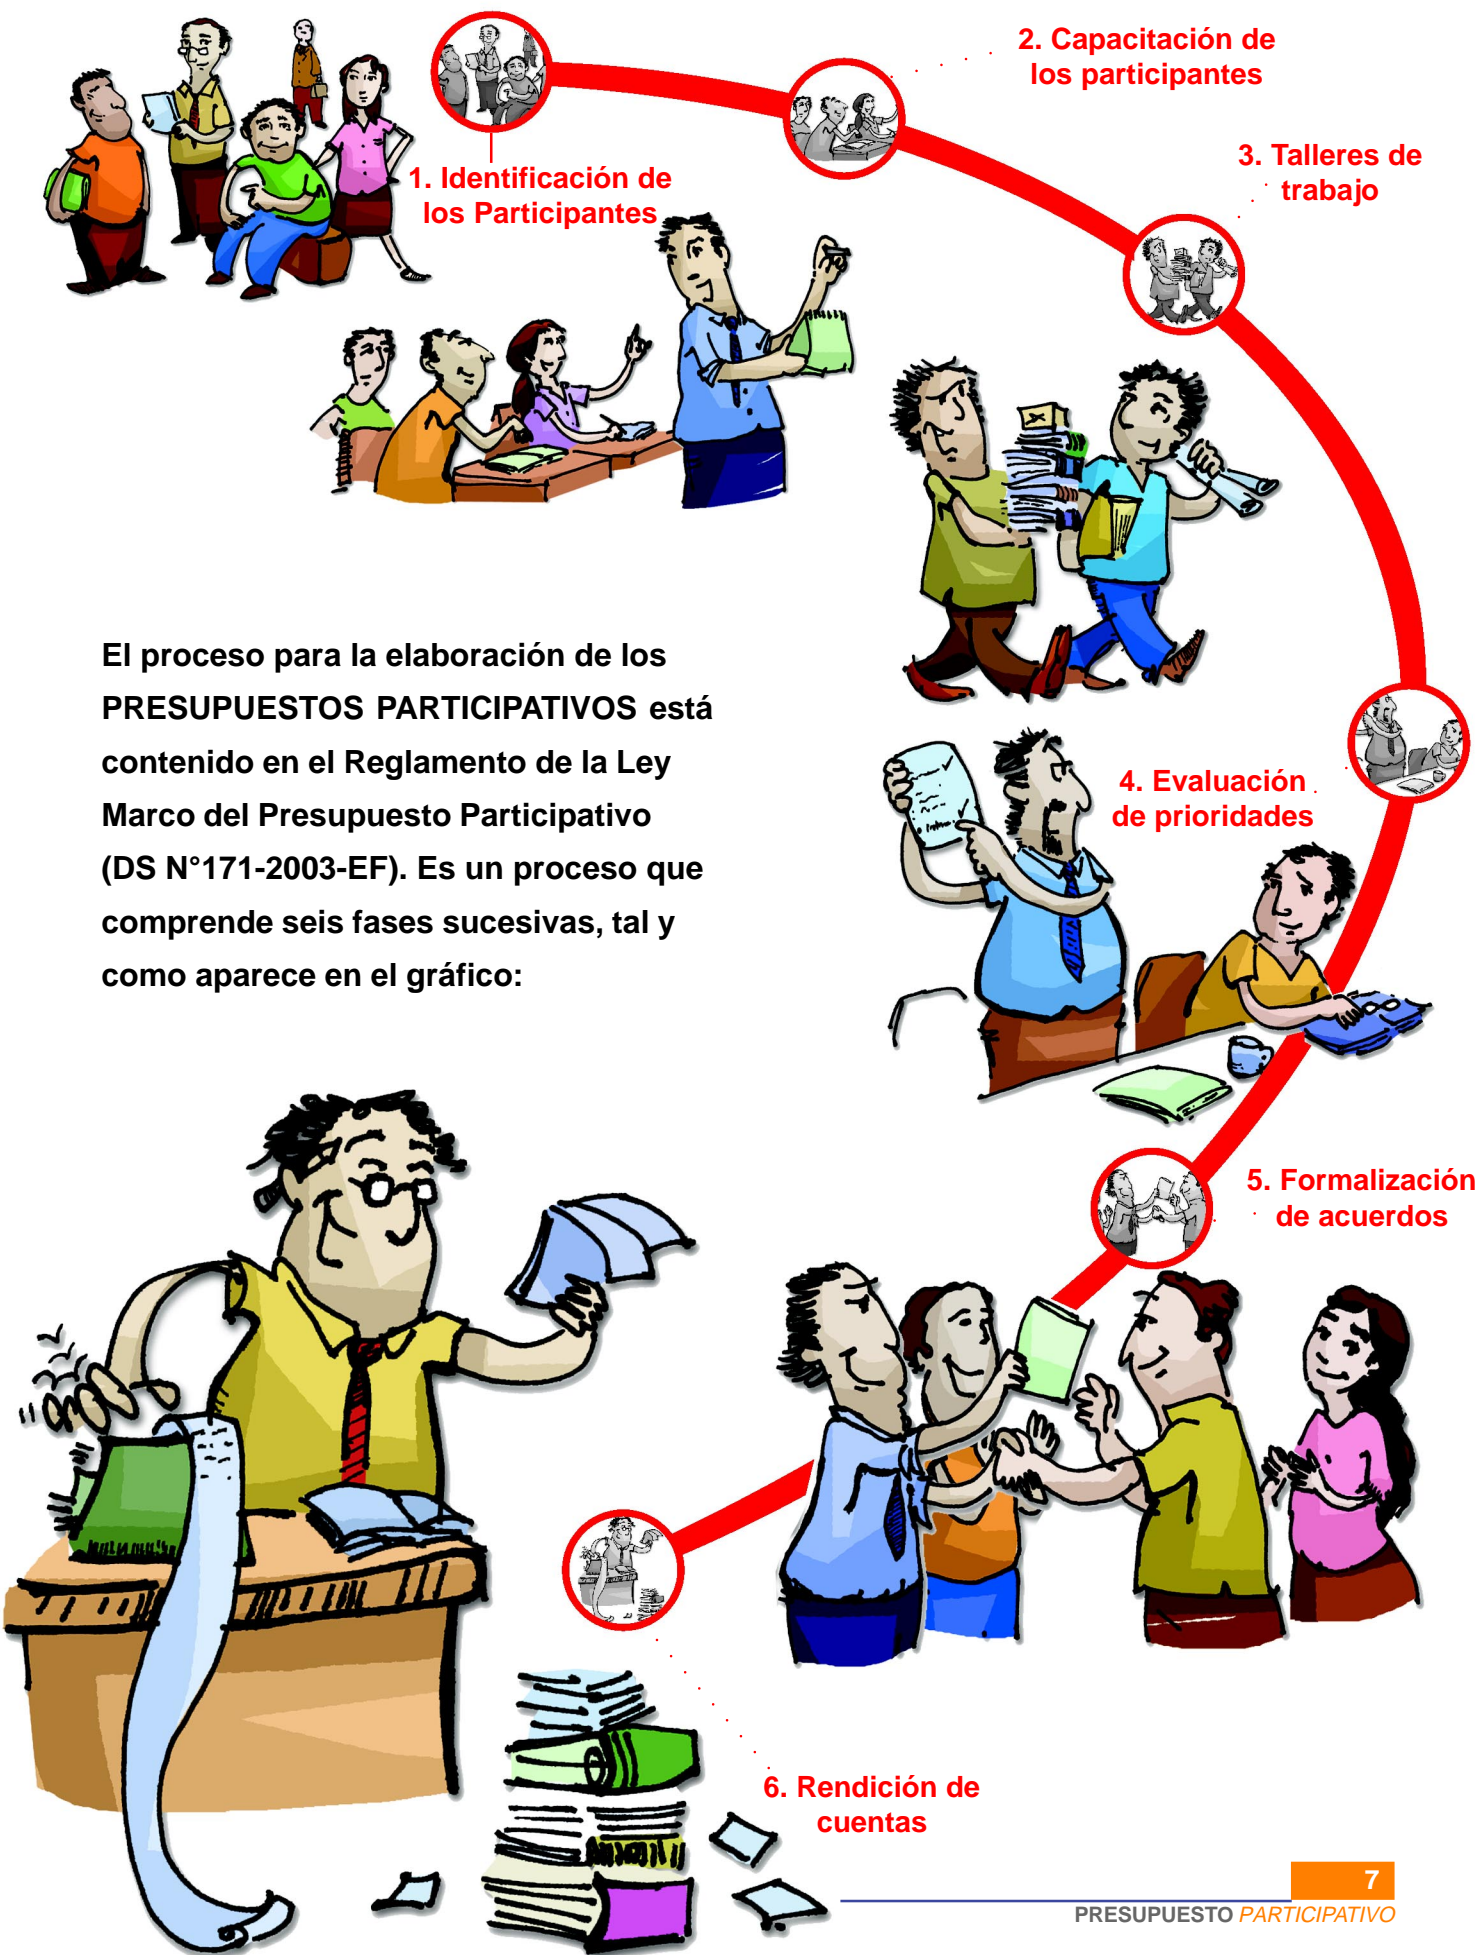 1. Identificación de
los Participantes
2. Capacitación de
los participantes
3. Talleres de
trabajo
El proceso para la elaboración de los
PRESUPUESTOS PARTICIPATIVOS está
contenido en el Reglamento de la Ley
Marco del Presupuesto Participativo
(DS N°171-2003-EF). Es un proceso que
comprende seis fases sucesivas, tal y
como aparece en el gráfico:
4. Evaluación
de prioridades
5. Formalización
de acuerdos
6. Rendición de
cuentas
7
PRESUPUESTO PARTICIPATIVO